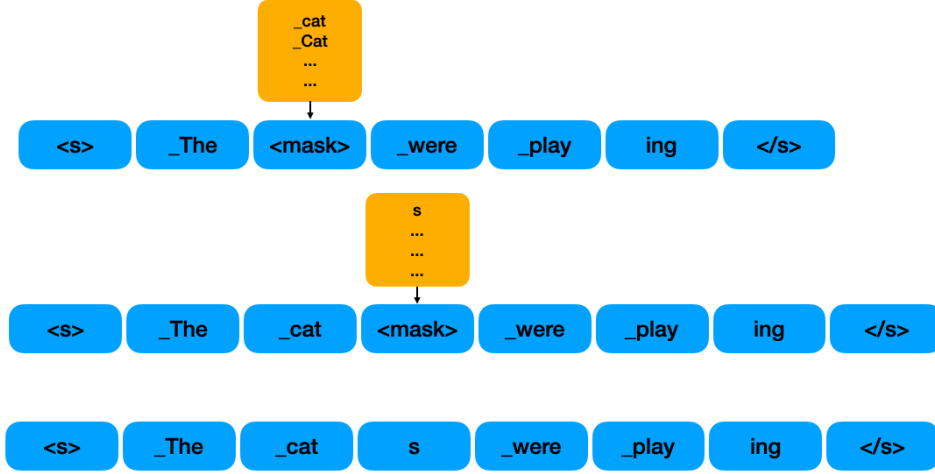 _cat
_Cat
...
...
<s> _The <mask> _were _play ing </s>
s
...
...
...
<s> _The _cat <mask> _were _play ing </s>
<s> _The _cat s _were _play ing </s>